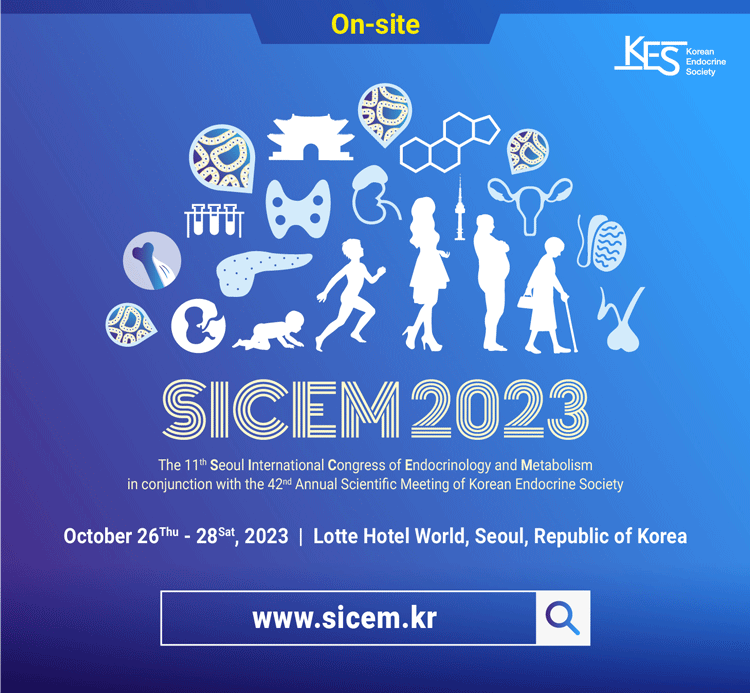 On-site
KES
Korean
Endocrine
Society
SICEM 2023
The 11th Seoul International Congress of Endocrinology and Metabolism
in conjunction with the 42nd Annual Scientific Meeting of Korean Endocrine Society
October 26Thu - 28Sat, 2023 | Lotte Hotel World, Seoul, Republic of Korea
www.sicem.kr